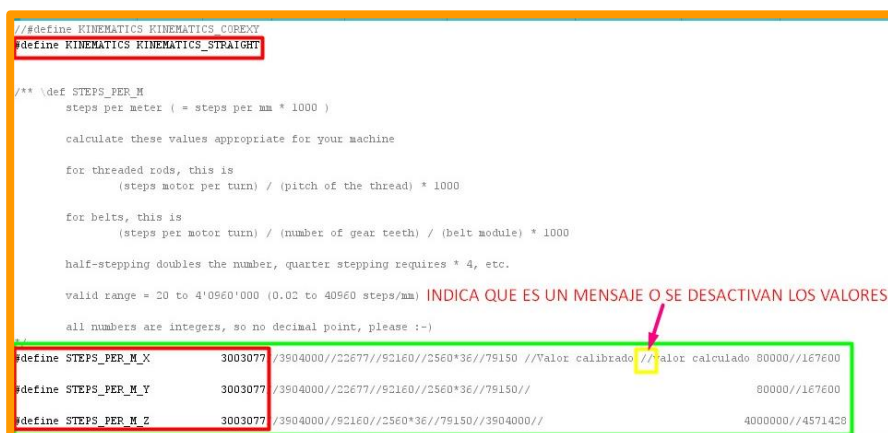 //#define KINEMATICS KINEMATICS_COREXY
#define KINEMATICS KINEMATICS_STRAIGHT
/** \def STEPS_PER_M
steps per meter ( = steps per mm * 1000 )
calculate these values appropriate for your machine
for threaded rods, this is
(steps motor per turn) / (pitch of the thread) * 1000
for belts, this is
(steps per motor turn) / (number of gear teeth) / (belt module) * 1000
half-stepping doubles the number, quarter stepping requires * 4, etc.
valid range = 20 to 4'0960'000 (0.02 to 40960 steps/mm) INDICA QUE ES UN MENSAJE O SE DESACTIVAN LOS VALORES
all numbers are integers, so no decimal point, please :-)
*/
#define STEPS_PER_M_X 3003077//3904000//22677//92160//2560*36//79150 //Valor calibrado //valor calculado 80000//167600
#define STEPS_PER_M_Y 3003077//3904000//22677//92160//2560*36//79150// 80000//167600
#define STEPS_PER_M_Z 3003077//3904000//92160//2560*36//79150//3904000// 4000000//4571428